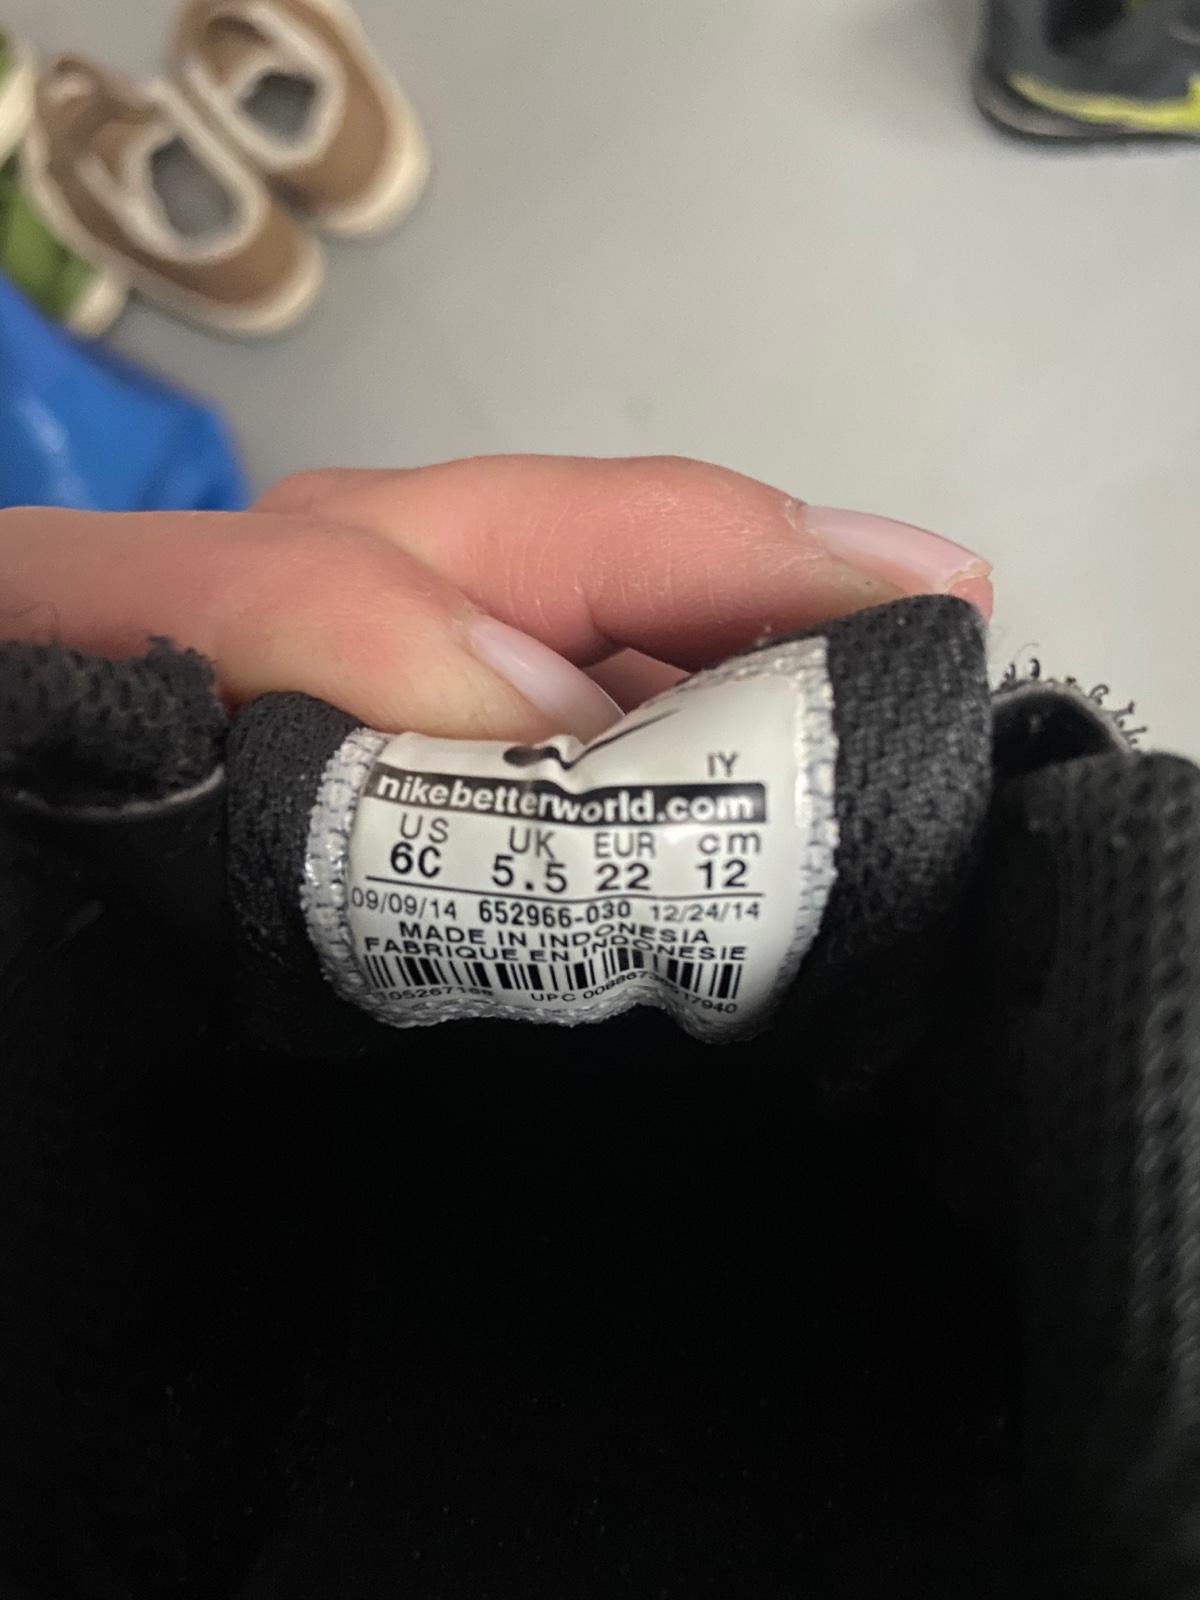 IY
nikebetterworld.com
US UK EUR cm
6C 5.5 22 12
09/09/14 652966-030 12/24/14
MADE IN INDONESIA
FABRIQUE EN INDONESIE
UPC